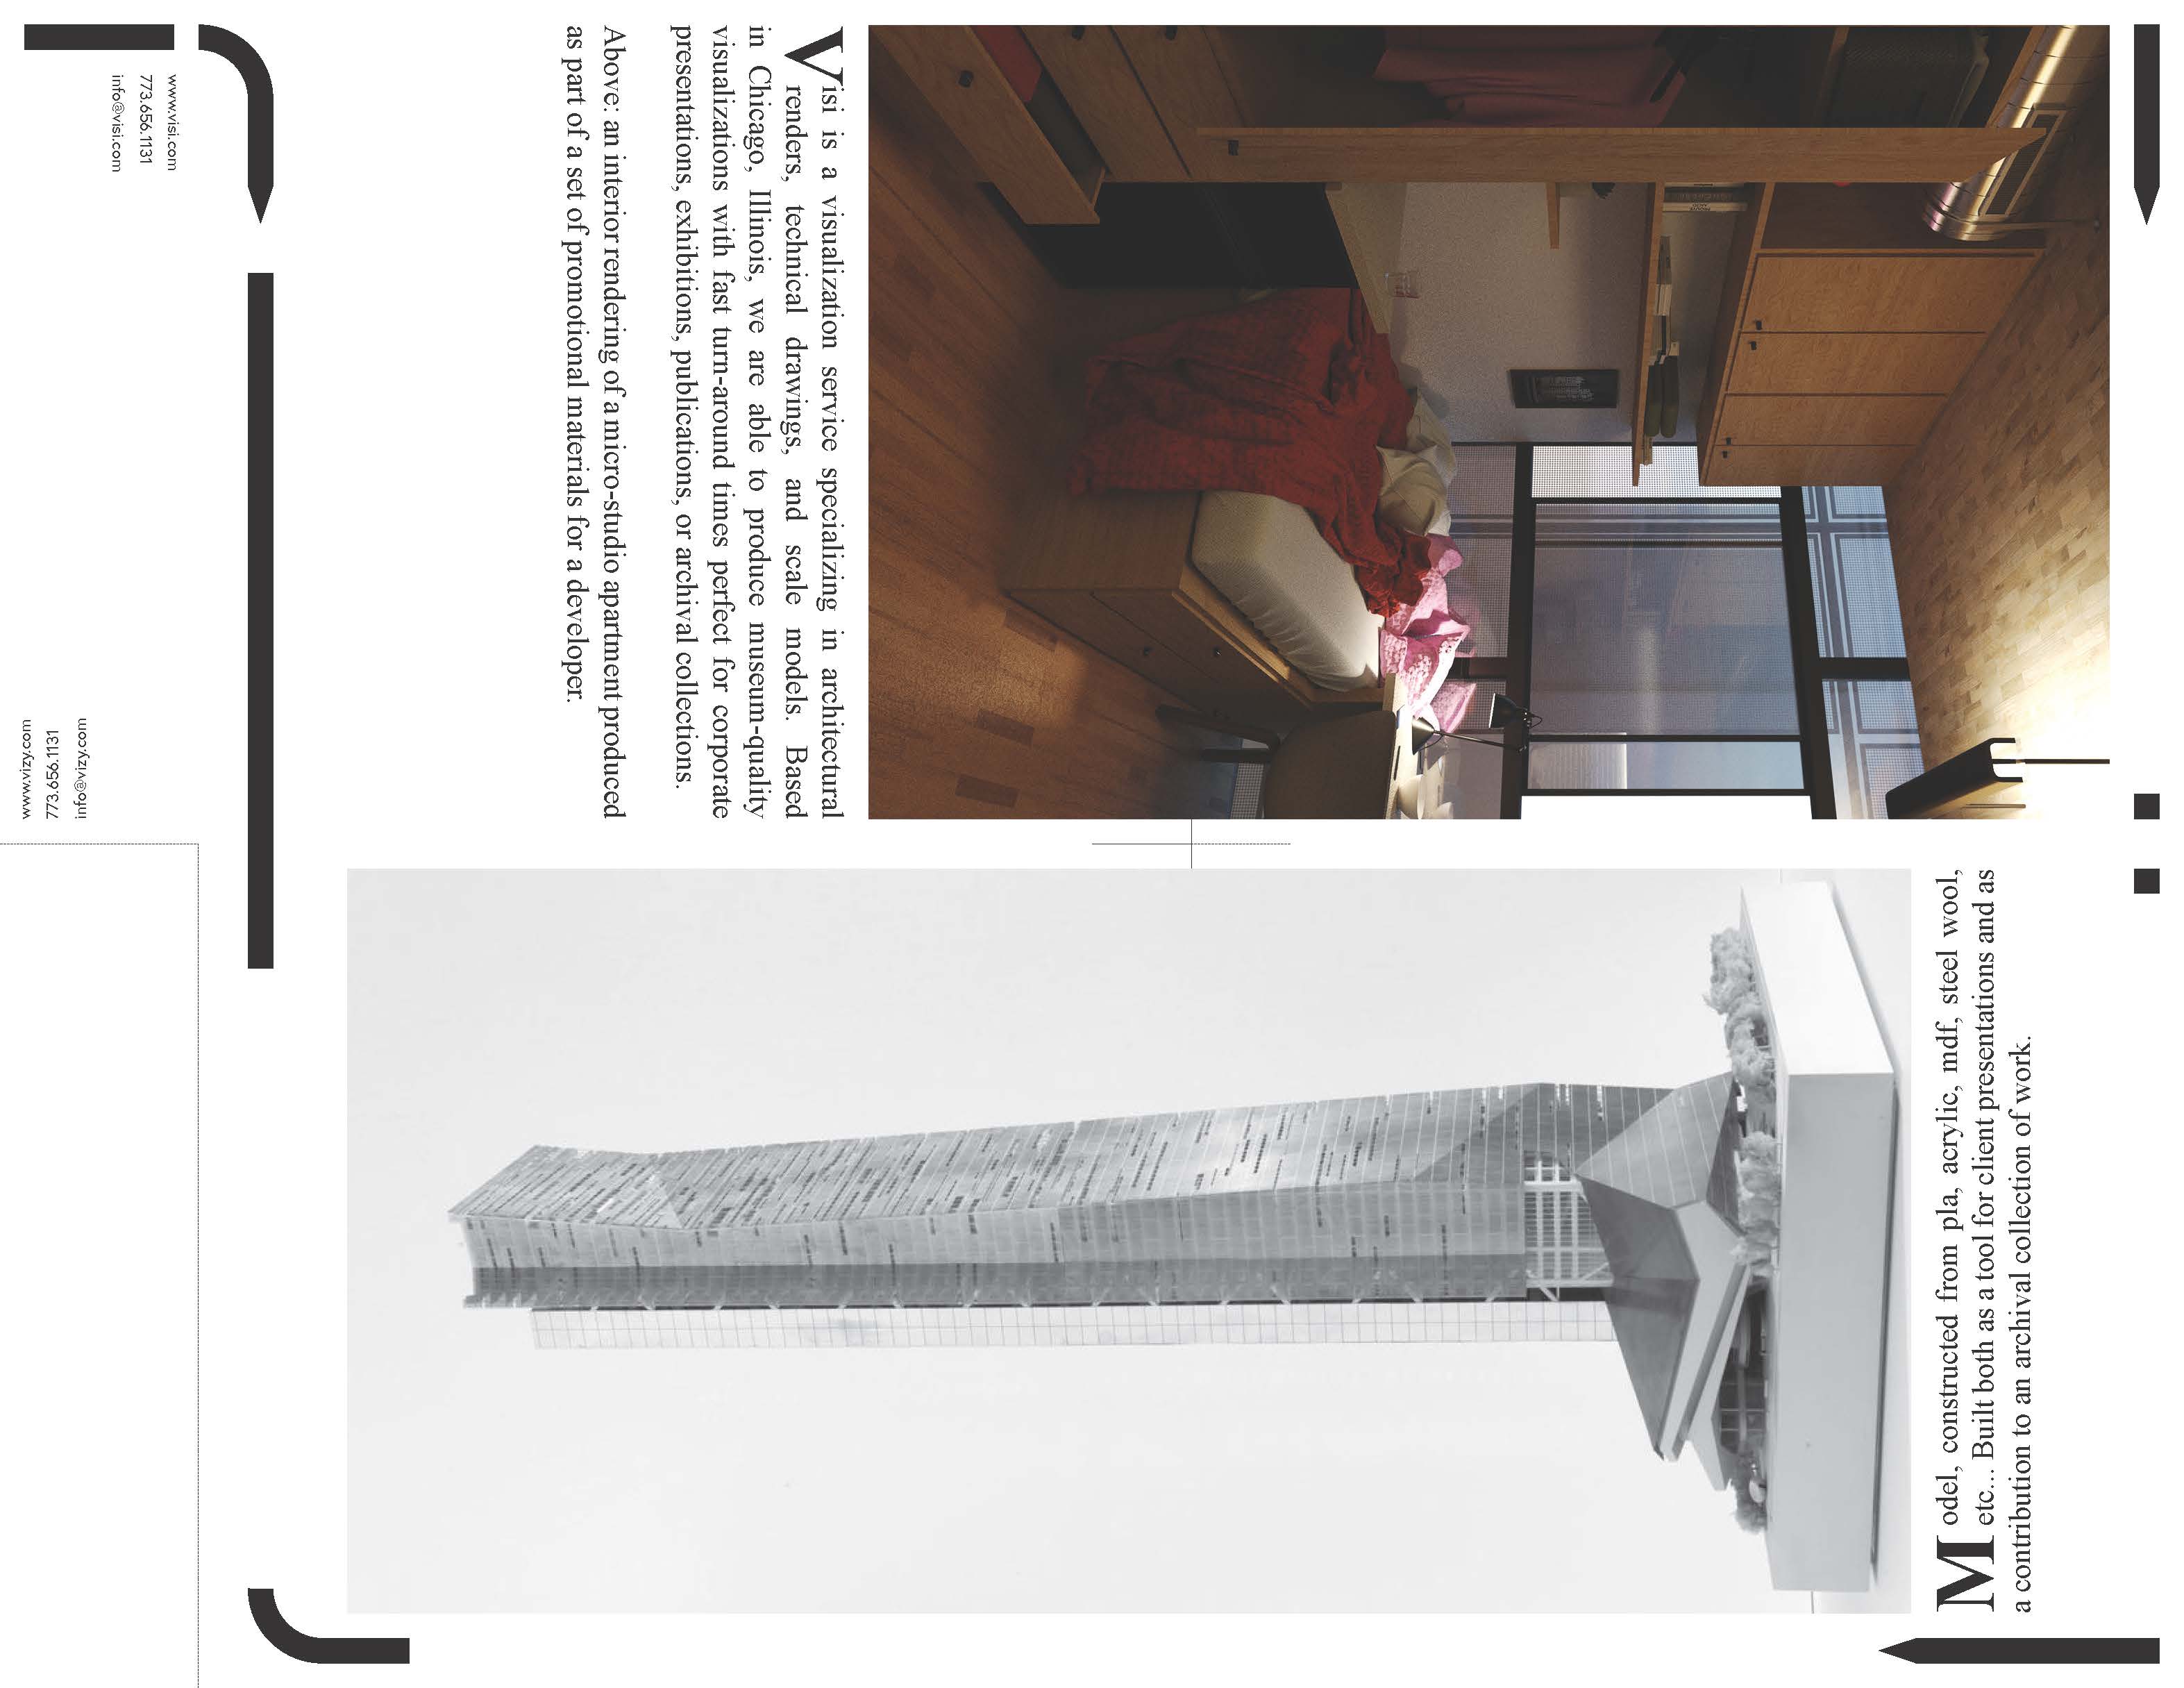 Visi is a visualization service specializing in architectural
renders, technical drawings, and scale models. Based
in Chicago, Illinois, we are able to produce museum-quality
visualizations with fast turn-around times perfect for corporate
presentations, exhibitions, publications, or archival collections.
Above: an interior rendering of a micro-studio apartment produced
as part of a set of promotional materials for a developer.
Model, constructed from pla, acrylic, mdf, steel wool,
etc... Built both as a tool for client presentations and as
a contribution to an archival collection of work.
www.visi.com
773.656.1131
info@visi.com
www.vizy.com
773.656.1131
info@vizy.com